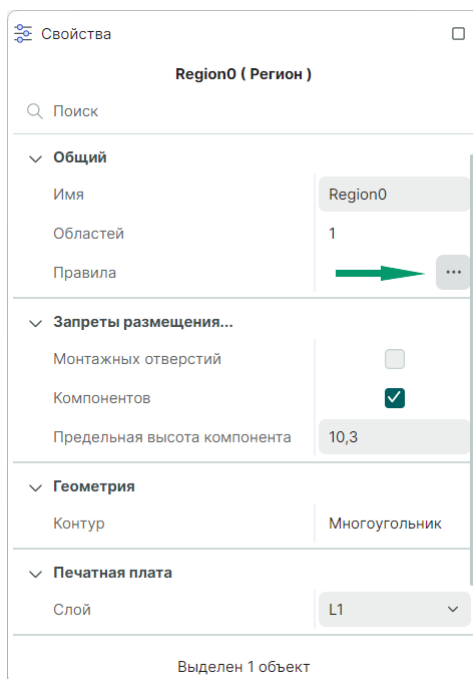 Свойства
Region0 ( Регион )
Поиск
Общий
Имя Region0
Областей 1
Правила ...
Запреты размещения...
Монтажных отверстий
Компонентов
Предельная высота компонента 10,3
Геометрия
Контур Многоугольник
Печатная плата
Слой L1
Выделен 1 объект